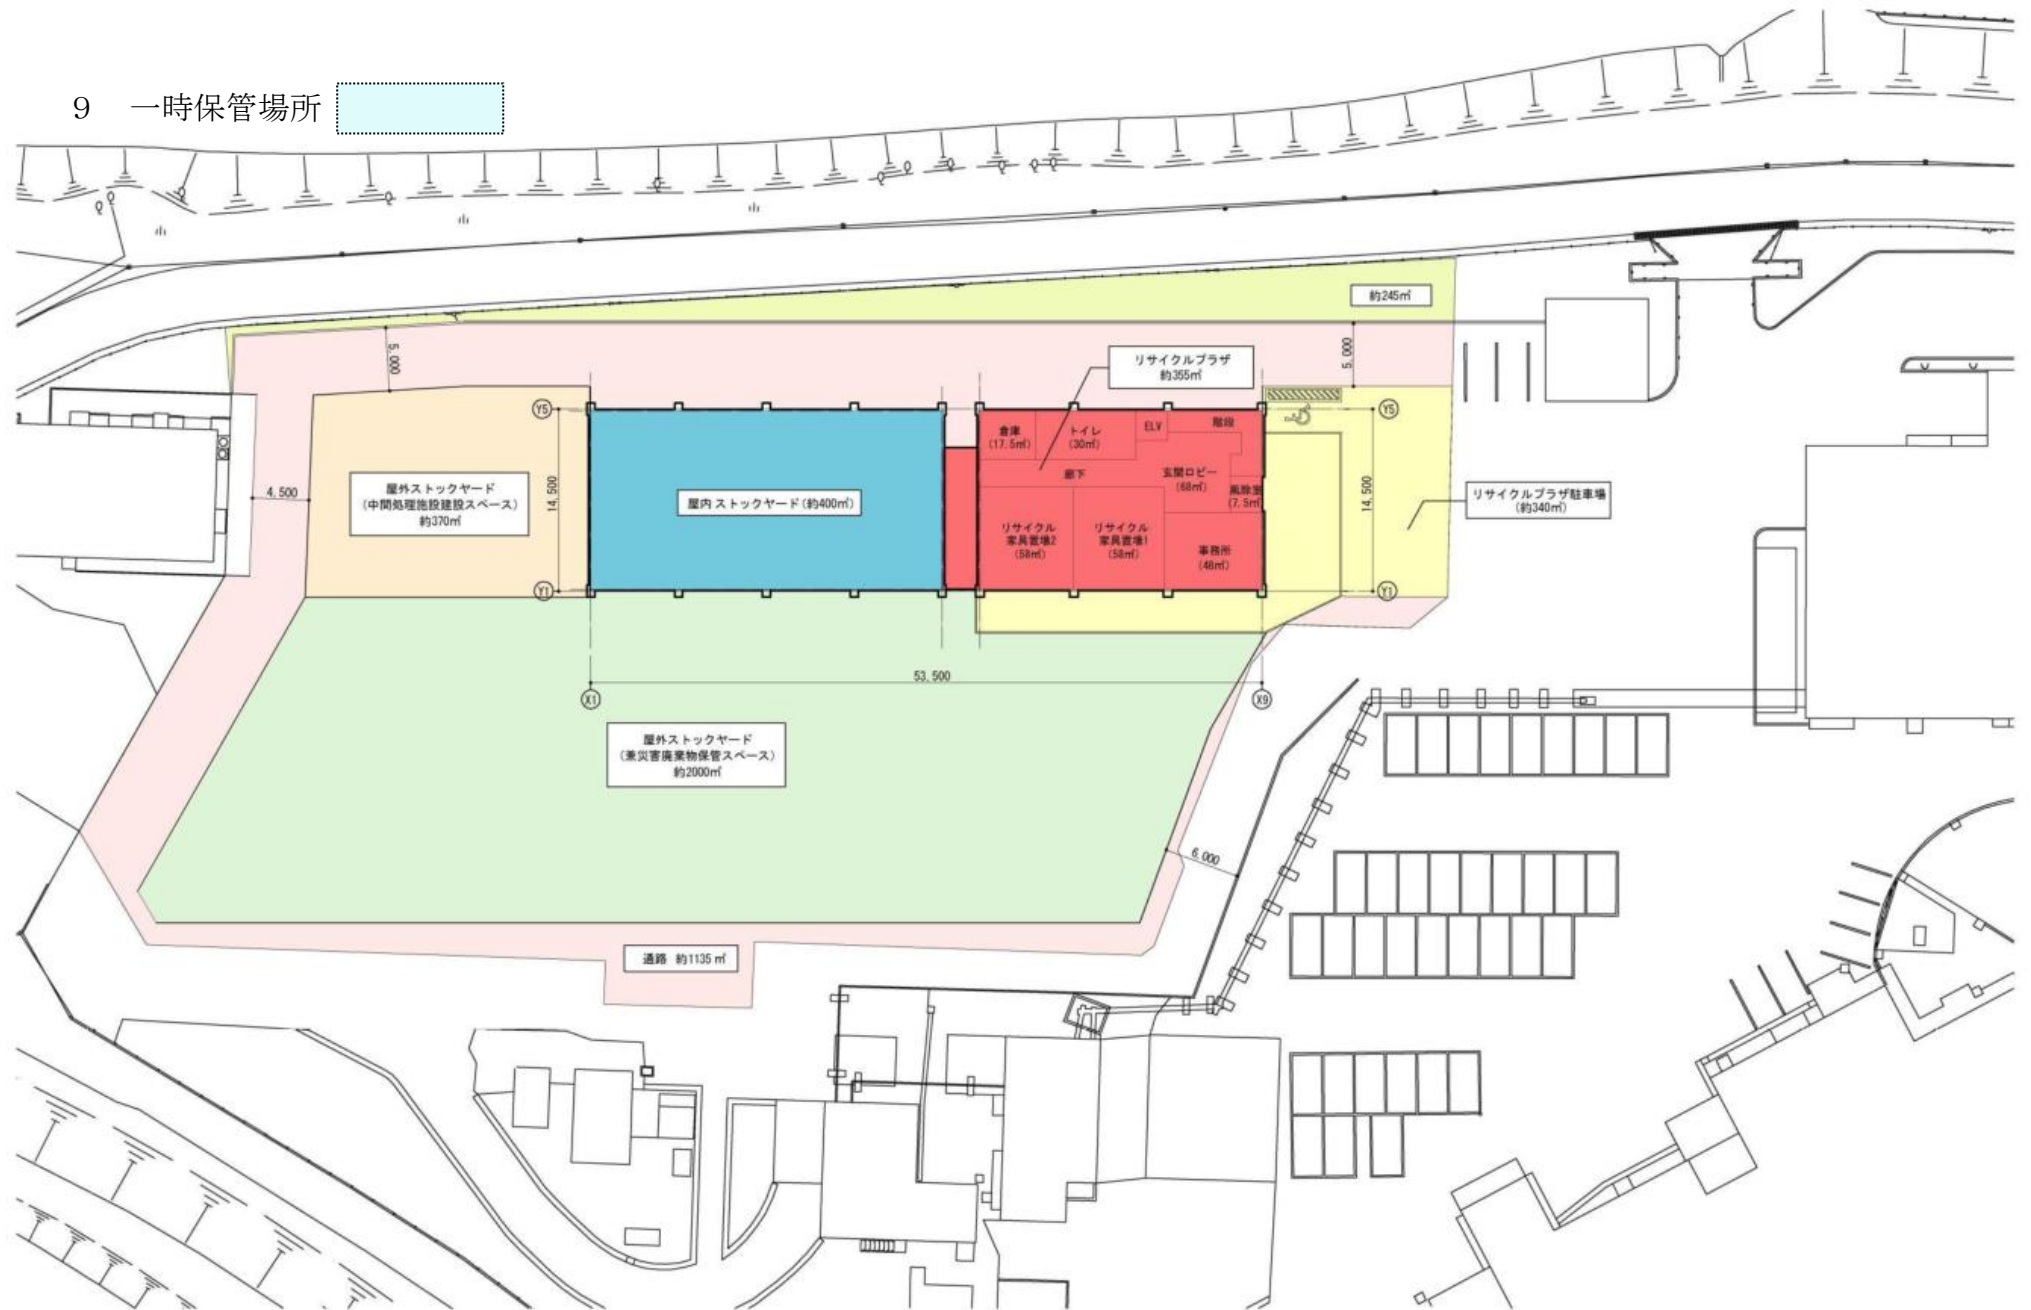 9　一時保管場所
約245㎡
5,000
5,000
リサイクルプラザ
約355㎡
Y5
Y5
倉庫
(17.5㎡)
トイレ
(30㎡)
ELV
階段
廊下
玄関ロビー
(68㎡)
風除室
(7.5㎡)
4,500
屋外ストックヤード
(中間処理施設建設スペース)
約370㎡
14,500
屋内 ストックヤード(約400㎡)
14,500
リサイクルプラザ駐車場
(約340㎡)
リサイクル
家具置場2
(58㎡)
リサイクル
家具置場1
(58㎡)
事務所
(48㎡)
Y1
Y1
53,500
X1
X9
屋外ストックヤード
(兼災害廃棄物保管スペース)
約2000㎡
6,000
通路 約1135㎡